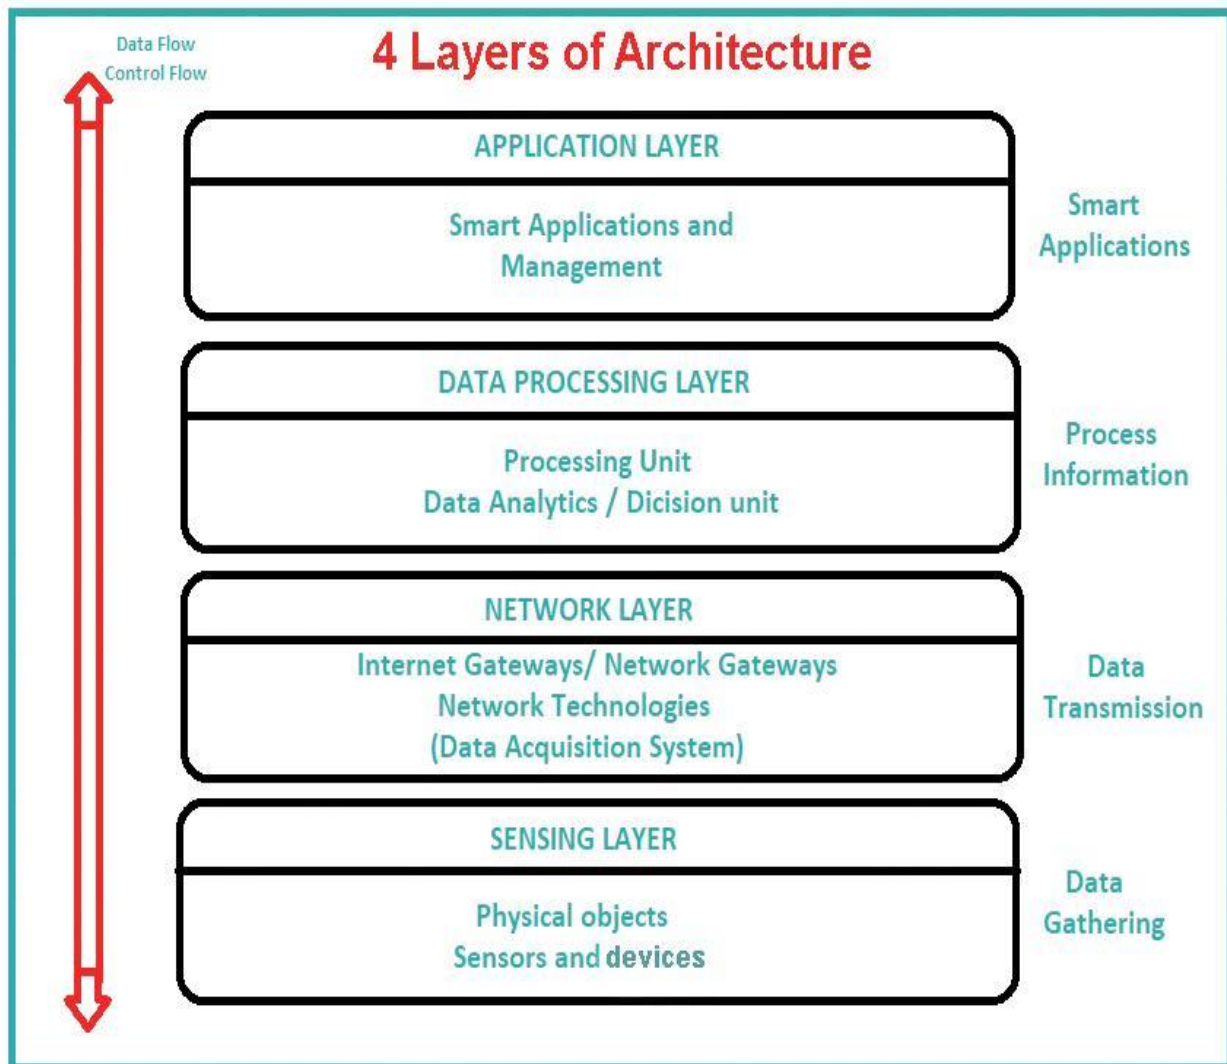 Data Flow
Control Flow
4 Layers of Architecture
APPLICATION LAYER
Smart Applications and
Management
Smart
Applications
DATA PROCESSING LAYER
Processing Unit
Data Analytics / Dicision unit
Process
Information
NETWORK LAYER
Internet Gateways/ Network Gateways
Network Technologies
(Data Acquisition System)
Data
Transmission
SENSING LAYER
Physical objects
Sensors and devices
Data
Gathering